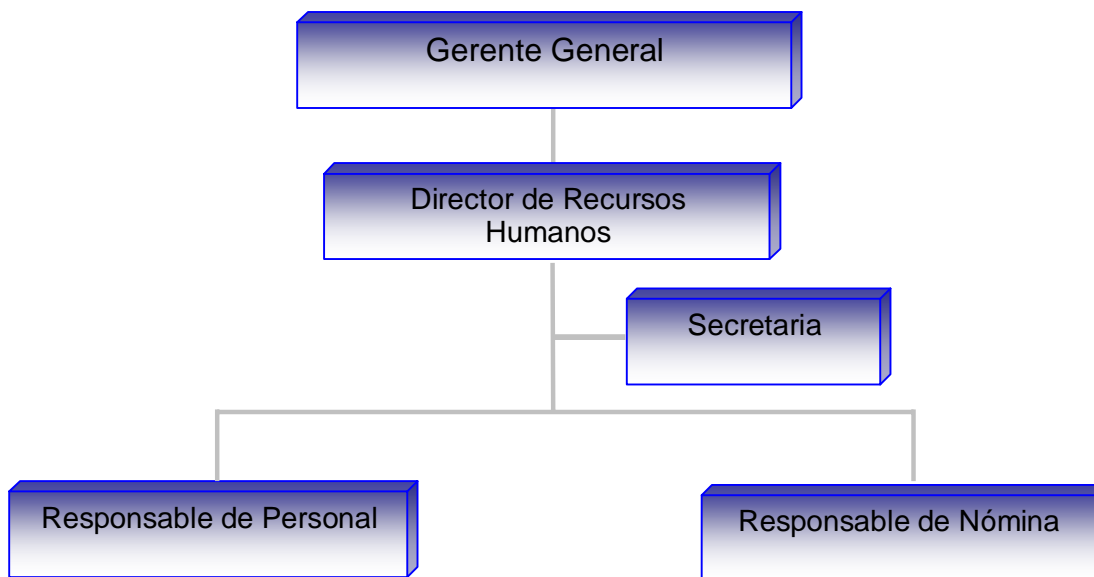 Gerente General
Director de Recursos
Humanos
Secretaria
Responsable de Personal
Responsable de Nómina